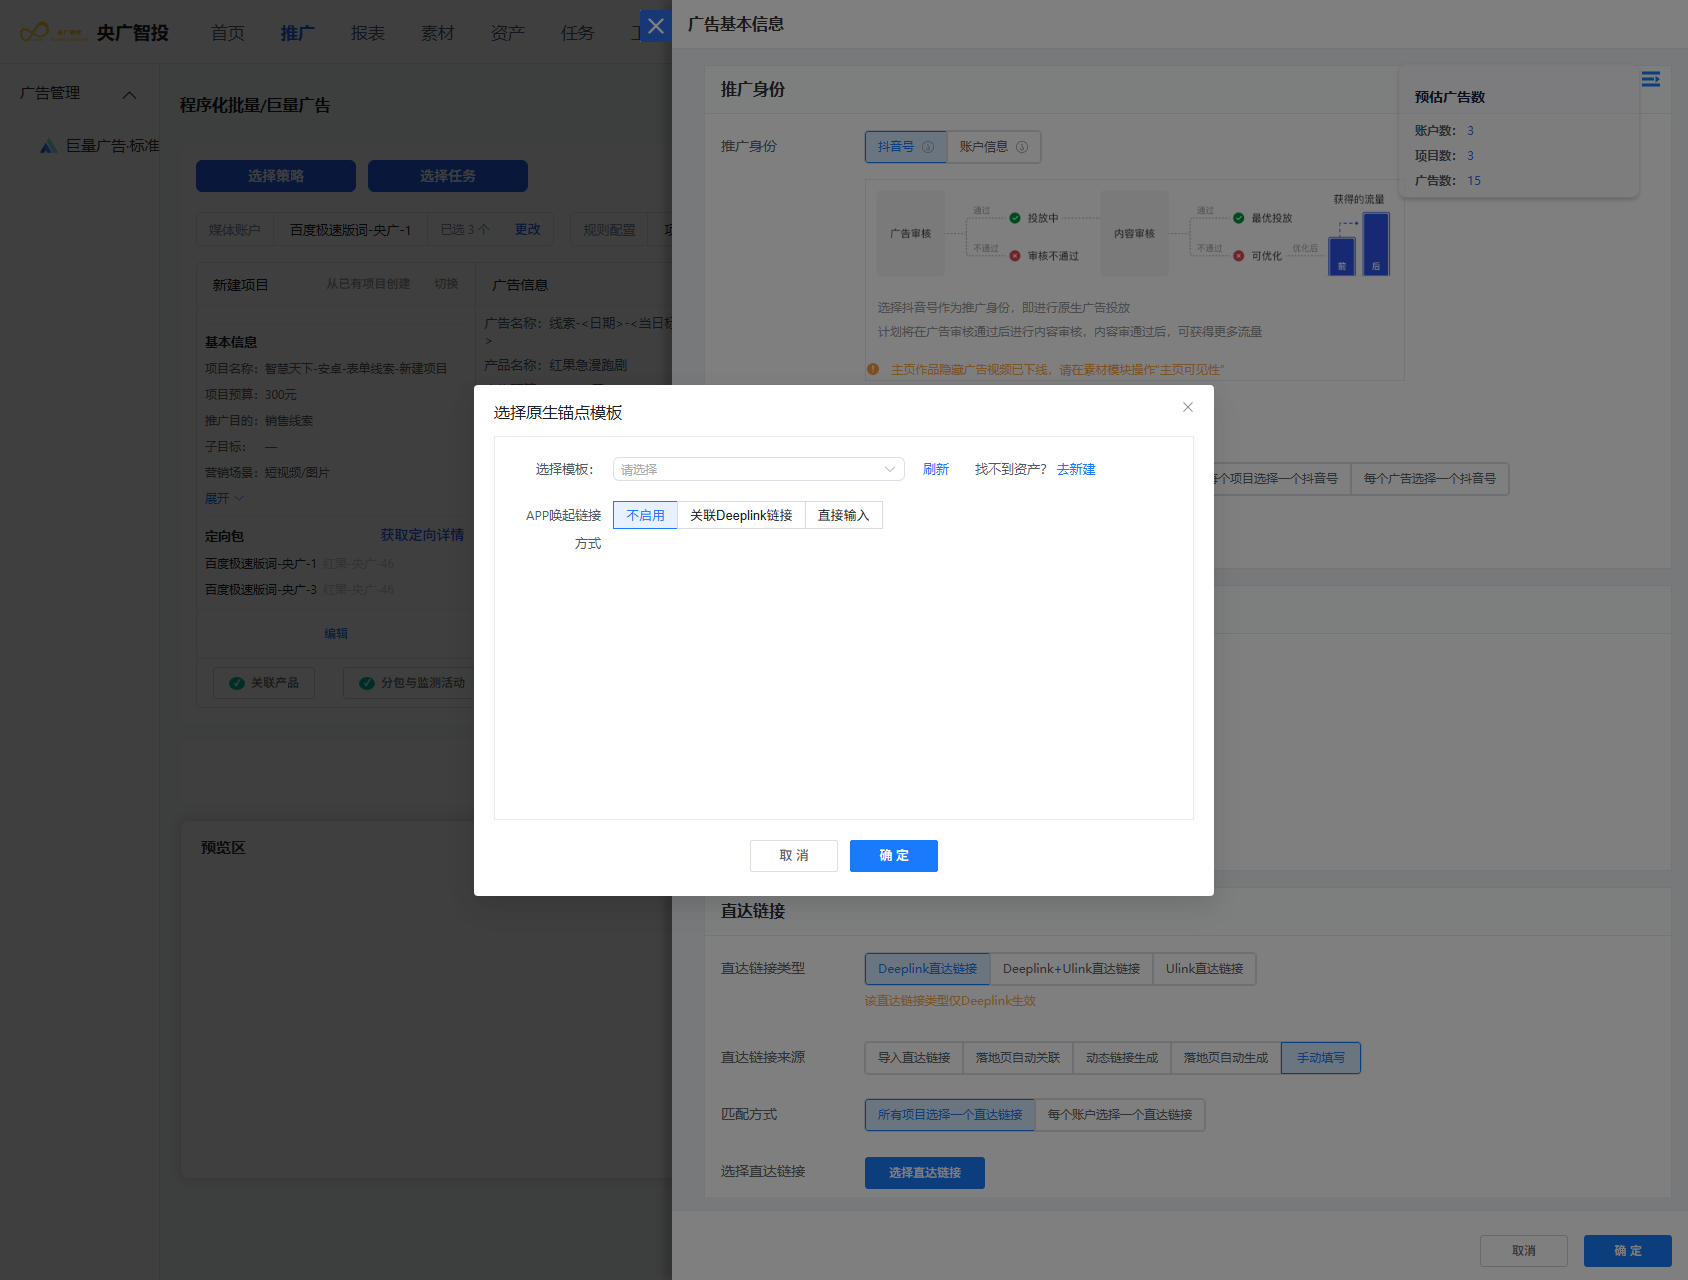 央广智投
首页
推广
报表
素材
资产
任务
广告基本信息
广告管理
巨量广告·标准
程序化批量/巨量广告
选择策略
选择任务
媒体账户
百度极速版词-央广-1
已选 3 个
更改
规则配置
新建项目
从已有项目创建
切换
广告信息
广告名称：线索-<日期>-<当日标
>
产品名称：红果急漫跑剧
基本信息
项目名称：智慧天下-安卓-表单线索-新建项目
项目预算：300元
推广目的：销售线索
子目标：—
营销场景：短视频/图片
展开
定向包
获取定向详情
百度极速版词-央广-1 红果-央广-46
百度极速版词-央广-3 红果-央广-46
编辑
关联产品
分包与监测活动
预览区
推广身份
预估广告数
账户数： 3
项目数： 3
广告数： 15
推广身份
抖音号
账户信息
广告审核
通过
投放中
不通过
审核不通过
内容审核
通过
最优投放
不通过
可优化
优化后
获得的流量
前
后
选择抖音号作为推广身份，即进行原生广告投放
计划将在广告审核通过后进行内容审核，内容审通过后，可获得更多流量
主页作品隐藏广告视频已下线，请在素材模块操作“主页可见性”
个项目选择一个抖音号
每个广告选择一个抖音号
选择原生锚点模板
选择模板：
请选择
刷新
找不到资产？ 去新建
APP唤起链接
方式
不启用
关联Deeplink链接
直接输入
取 消
确 定
直达链接
直达链接类型
Deeplink直达链接
Deeplink+Ulink直达链接
Ulink直达链接
该直达链接类型仅Deeplink生效
直达链接来源
导入直达链接
落地页自动关联
动态链接生成
落地页自动生成
手动填写
匹配方式
所有项目选择一个直达链接
每个账户选择一个直达链接
选择直达链接
选择直达链接
取消
确 定